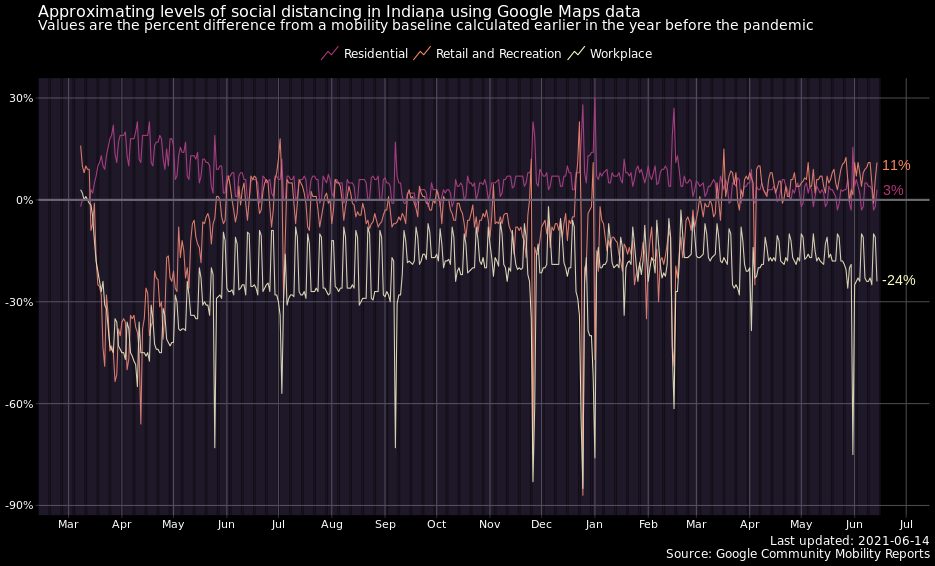 Approximating levels of social distancing in Indiana using Google Maps data
Values are the percent difference from a mobility baseline calculated earlier in the year before the pandemic
Residential Retail and Recreation Workplace
30%
0%
-30%
-60%
-90%
11%
3%
-24%
Mar Apr May Jun Jul Aug Sep Oct Nov Dec Jan Feb Mar Apr May Jun Jul
Last updated: 2021-06-14
Source: Google Community Mobility Reports